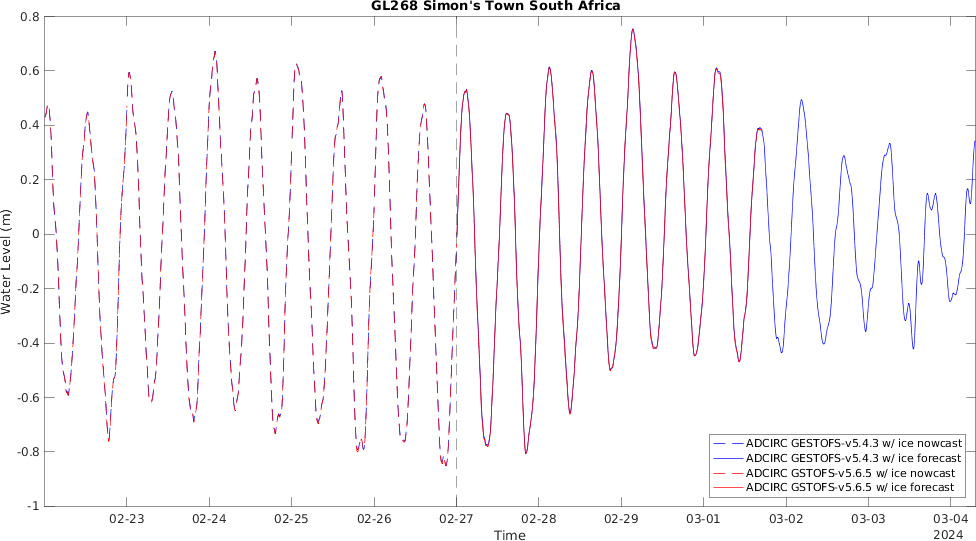 GL268 Simon's Town South Africa
0.8
0.6
0.4
0.2
0
-0.2
-0.4
-0.6
-0.8
-1
Water Level (m)
02-23 02-24 02-25 02-26 02-27 02-28 02-29 03-01 03-02 03-03 03-04
Time
2024
ADCIRC GESTOFS-v5.4.3 w/ ice nowcast
ADCIRC GESTOFS-v5.4.3 w/ ice forecast
ADCIRC GSTOFS-v5.6.5 w/ ice nowcast
ADCIRC GSTOFS-v5.6.5 w/ ice forecast